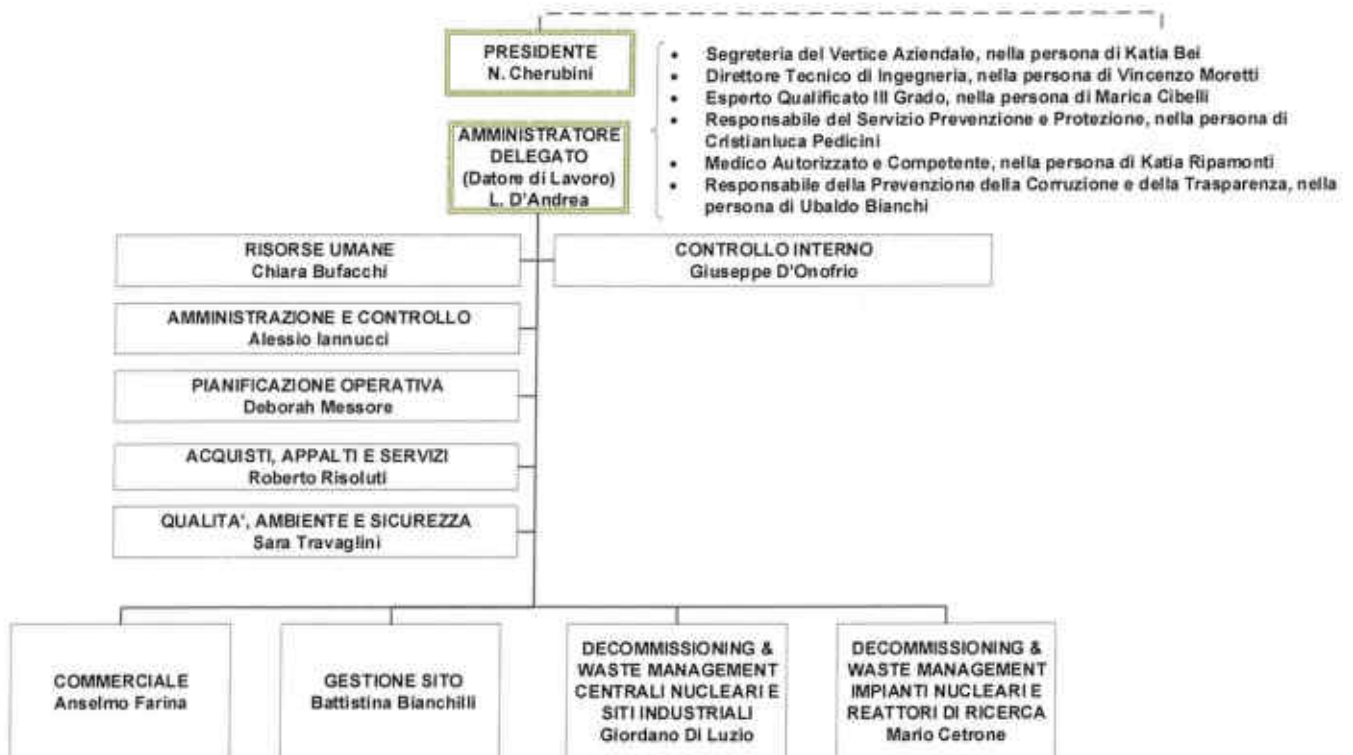 PRESIDENTE
N. Cherubini
• Segreteria del Vertice Aziendale, nella persona di Katia Bei
• Direttore Tecnico di Ingegneria, nella persona di Vincenzo Moretti
• Esperto Qualificato III Grado, nella persona di Marica Cibelli
• Responsabile del Servizio Prevenzione e Protezione, nella persona di
Cristianluca Pedicini
• Medico Autorizzato e Competente, nella persona di Katia Ripamonti
• Responsabile della Prevenzione della Corruzione e della Trasparenza, nella
persona di Ubaldo Bianchi
AMMINISTRATORE
DELEGATO
(Datore di Lavoro)
L. D'Andrea
RISORSE UMANE
Chiara Bufacchi
CONTROLLO INTERNO
Giuseppe D'Onofrio
AMMINISTRAZIONE E CONTROLLO
Alessio Iannucci
PIANIFICAZIONE OPERATIVA
Deborah Messore
ACQUISTI, APPALTI E SERVIZI
Roberto Risoluti
QUALITA', AMBIENTE E SICUREZZA
Sara Travaglini
COMMERCIALE
Anselmo Farina
GESTIONE SITO
Battistina Bianchilli
DECOMMISSIONING &
WASTE MANAGEMENT
CENTRALI NUCLEARI E
SITI INDUSTRIALI
Giordano Di Luzio
DECOMMISSIONING &
WASTE MANAGEMENT
IMPIANTI NUCLEARI E
REATTORI DI RICERCA
Mario Cetrone